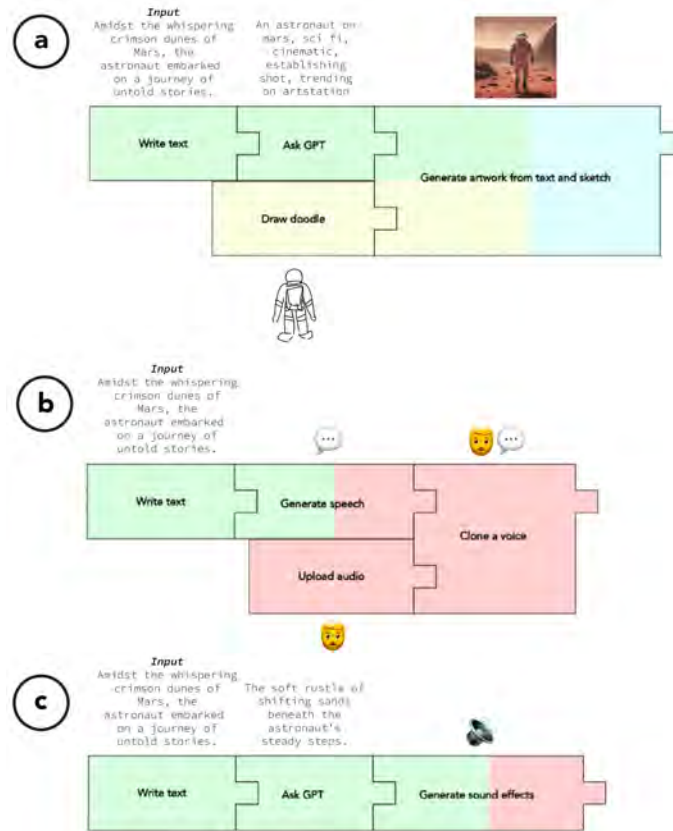 a
Input
Amidst the whispering
crimson dunes of
Mars, the
astronaut embarked
on a journey of
untold stories.
An astronaut on
mars, sci fi,
cinematic,
establishing
shot, trending
on artstation
Write text
Ask GPT
Generate artwork from text and sketch
Draw doodle
b
Input
Amidst the whispering
crimson dunes of
Mars, the
astronaut embarked
on a journey of
untold stories.
Write text
Generate speech
Clone a voice
Upload audio
c
Input
Amidst the whispering
crimson dunes of
Mars, the
astronaut embarked
on a journey of
untold stories.
The soft rustle of
shifting sands
beneath the
astronaut's
steady steps.
Write text
Ask GPT
Generate sound effects